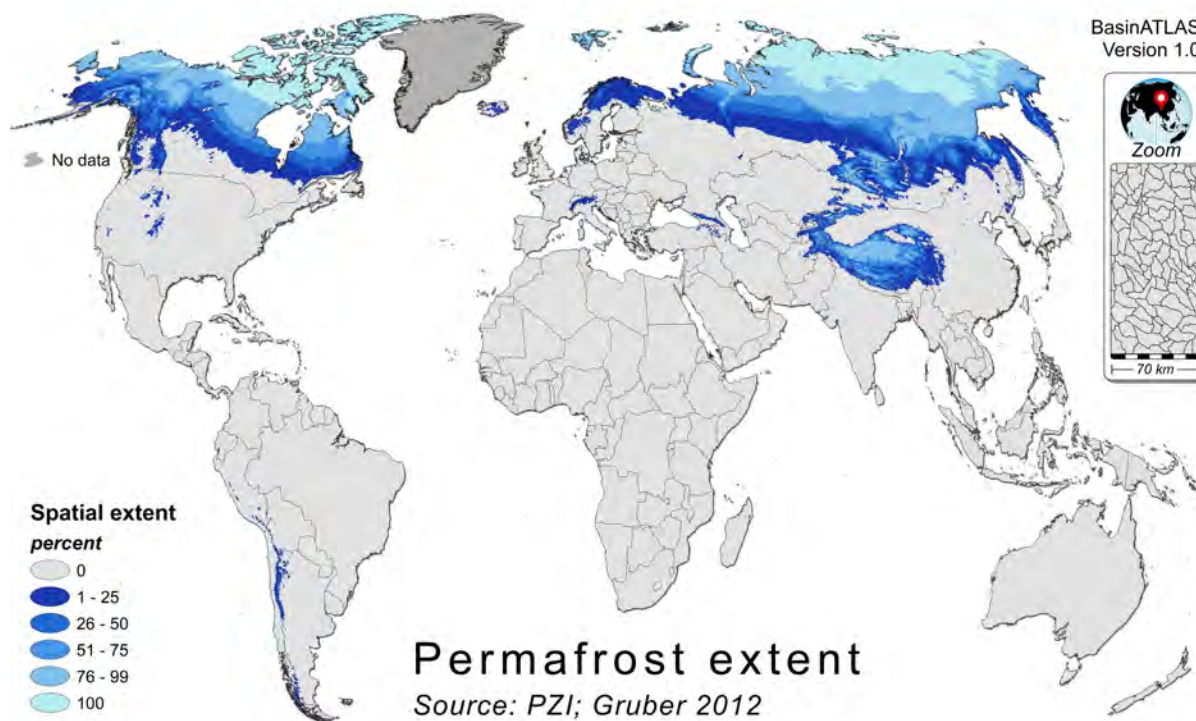 BasinATLAS
Version 1.0
Zoom
70 km
No data
Spatial extent
percent
0
1 - 25
26 - 50
51 - 75
76 - 99
100
Permafrost extent
Source: PZI; Gruber 2012